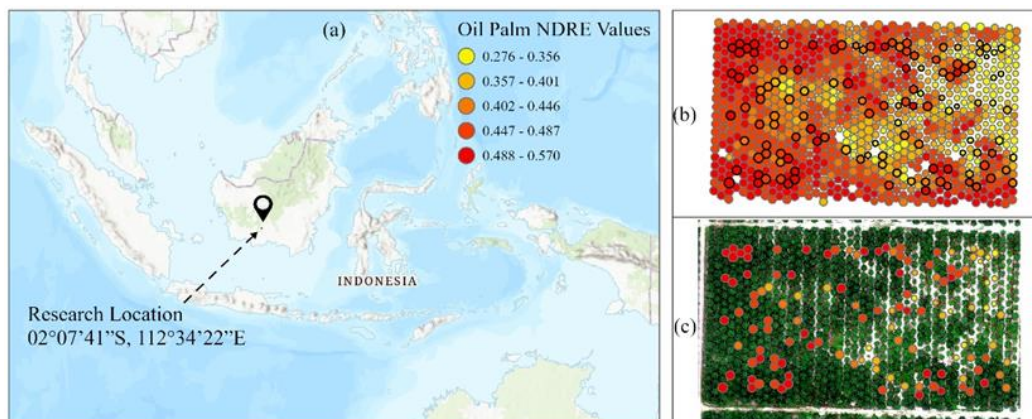 (a)
Oil Palm NDRE Values
0.276 - 0.356
0.357 - 0.401
0.402 - 0.446
0.447 - 0.487
0.488 - 0.570
INDONESIA
Research Location
02°07’41”S, 112°34’22”E
(b)
(c)